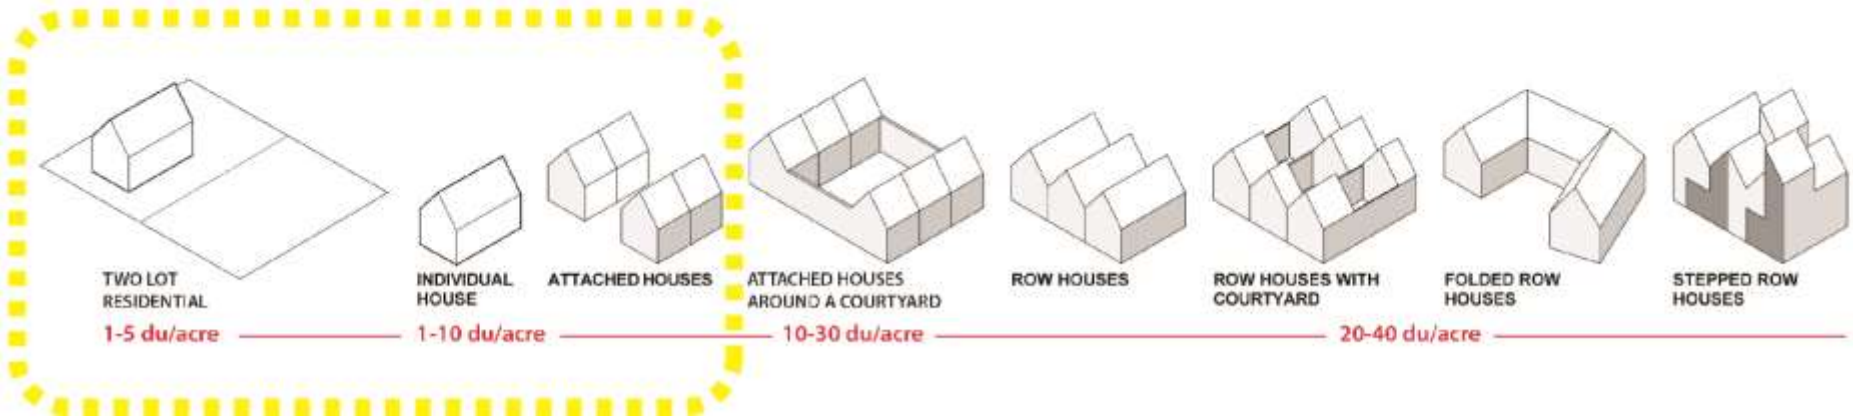 TWO LOT
RESIDENTIAL
INDIVIDUAL
HOUSE
ATTACHED HOUSES
ATTACHED HOUSES
AROUND A COURTYARD
ROW HOUSES
ROW HOUSES WITH
COURTYARD
FOLDED ROW
HOUSES
STEPPED ROW
HOUSES
1-5 du/acre
1-10 du/acre
10-30 du/acre
20-40 du/acre